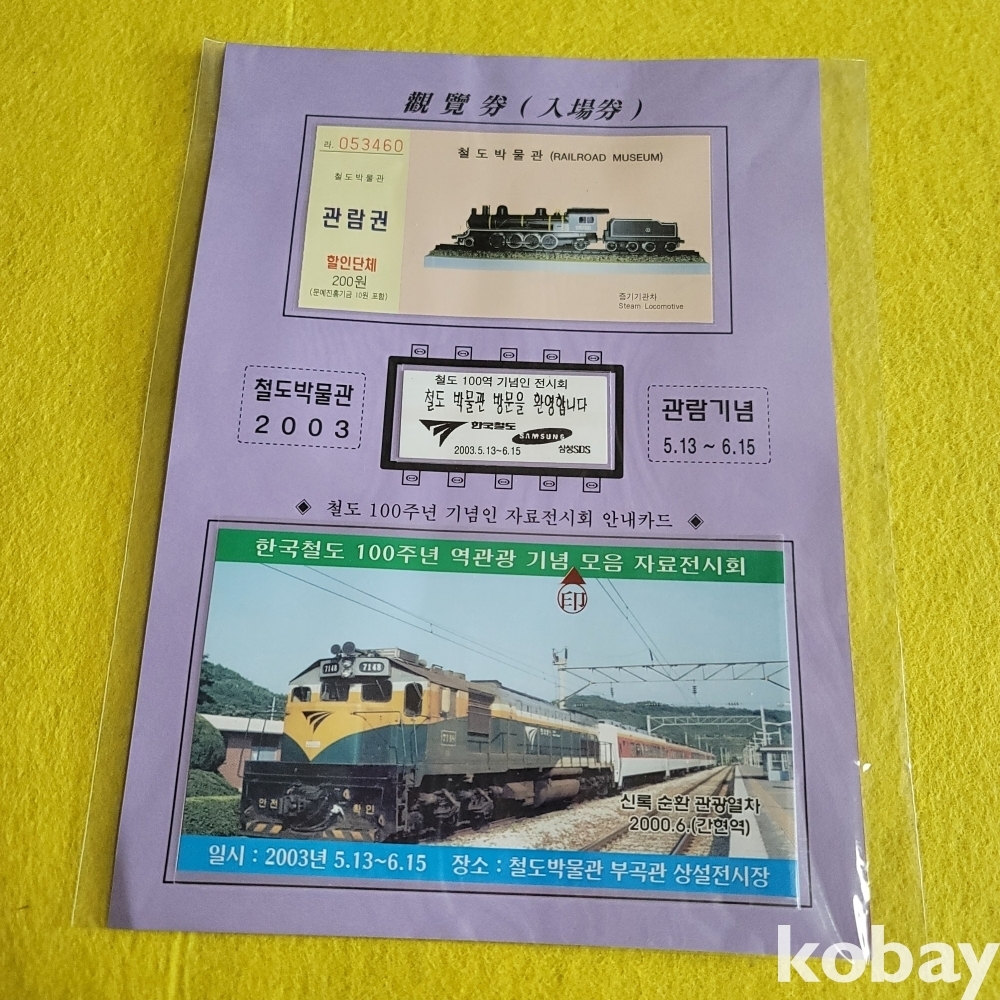 觀覽券(入場券)
라. 053460
철도박물관
관람권
할인단체
200원
(문예진흥기금 10원 포함)
철도박물관 (RAILROAD MUSEUM)
증기기관차
Steam Locomotive
철도박물관
2003
철도 100역 기념인 전시회
철도 박물관 방문을 환영합니다
한국철도
SAMSUNG
2003.5.13~6.15 삼성SDS
관람기념
5.13 ~ 6.15
◈ 철도 100주년 기념인 자료전시회 안내카드 ◈
한국철도 100주년 역관광 기념 모음 자료전시회
印
7148 7148
안전 확인
신록 순환 관광열차
2000.6.(간현역)
일시 : 2003년 5.13~6.15 장소 : 철도박물관 부곡관 상설전시장
kobay